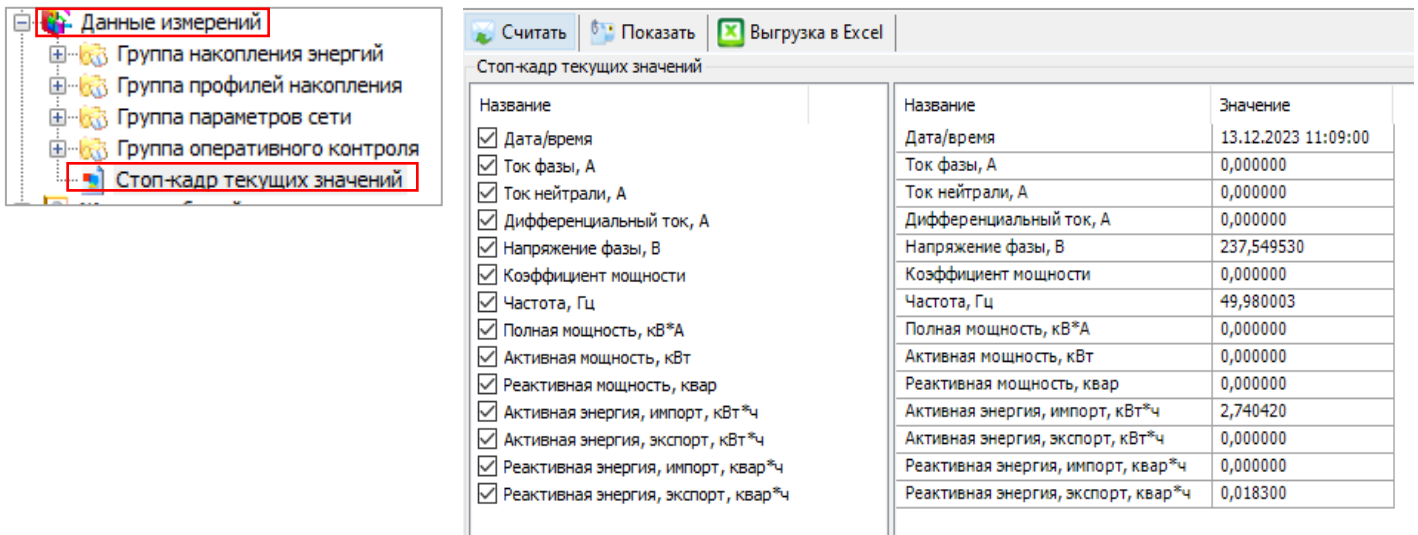 Данные измерений
Группа накопления энергий
Группа профилей накопления
Группа параметров сети
Группа оперативного контроля
Стоп-кадр текущих значений
Считать Показать Выгрузка в Excel
Стоп-кадр текущих значений
Название
Дата/время
Ток фазы, А
Ток нейтрали, А
Дифференциальный ток, А
Напряжение фазы, В
Коэффициент мощности
Частота, Гц
Полная мощность, кВ*А
Активная мощность, кВт
Реактивная мощность, квар
Активная энергия, импорт, кВт*ч
Активная энергия, экспорт, кВт*ч
Реактивная энергия, импорт, квар*ч
Реактивная энергия, экспорт, квар*ч
Название Значение
Дата/время 13.12.2023 11:09:00
Ток фазы, А 0,000000
Ток нейтрали, А 0,000000
Дифференциальный ток, А 0,000000
Напряжение фазы, В 237,549530
Коэффициент мощности 0,000000
Частота, Гц 49,980003
Полная мощность, кВ*А 0,000000
Активная мощность, кВт 0,000000
Реактивная мощность, квар 0,000000
Активная энергия, импорт, кВт*ч 2,740420
Активная энергия, экспорт, кВт*ч 0,000000
Реактивная энергия, импорт, квар*ч 0,000000
Реактивная энергия, экспорт, квар*ч 0,018300